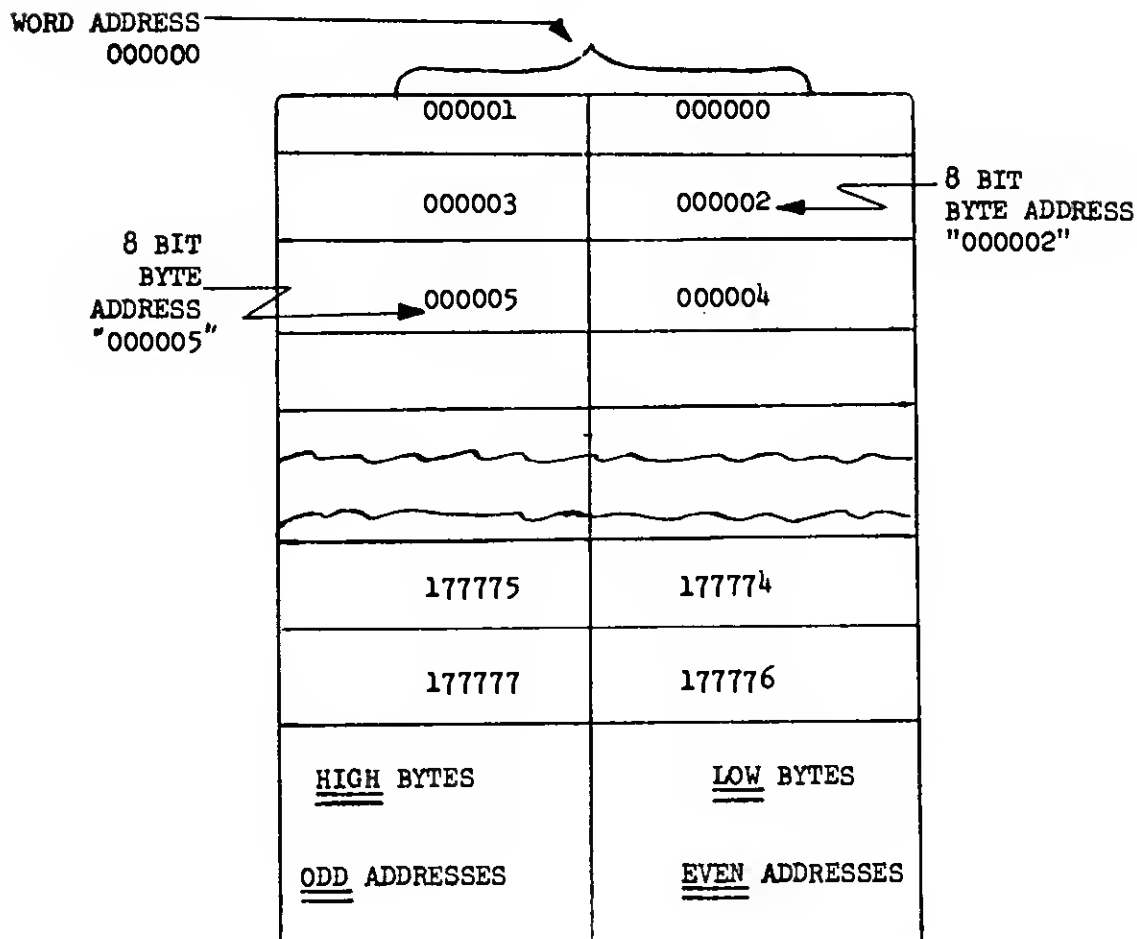 WORD ADDRESS
000000
000001 000000
000003 000002
8 BIT
BYTE ADDRESS
"000002"
8 BIT
BYTE
ADDRESS
"000005"
000005 000004
177775 177774
177777 177776
HIGH BYTES LOW BYTES
ODD ADDRESSES EVEN ADDRESSES